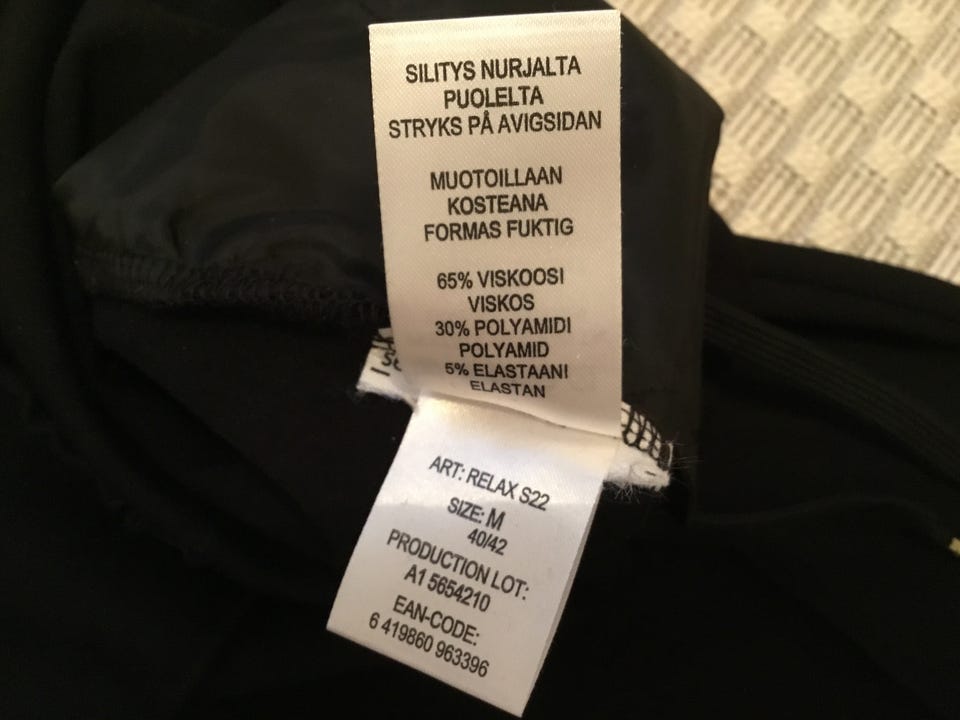 SILITYS NURJALTA
PUOLELTA
STRYKS PÅ AVIGSIDAN
MUOTOILLAAN
KOSTEANA
FORMAS FUKTIG
65% VISKOOSI
VISKOS
30% POLYAMIDI
POLYAMID
5% ELASTAANI
ELASTAN
ART: RELAX S22
SIZE: M
40/42
PRODUCTION LOT:
A1 5654210
EAN-CODE:
6 419860 963396